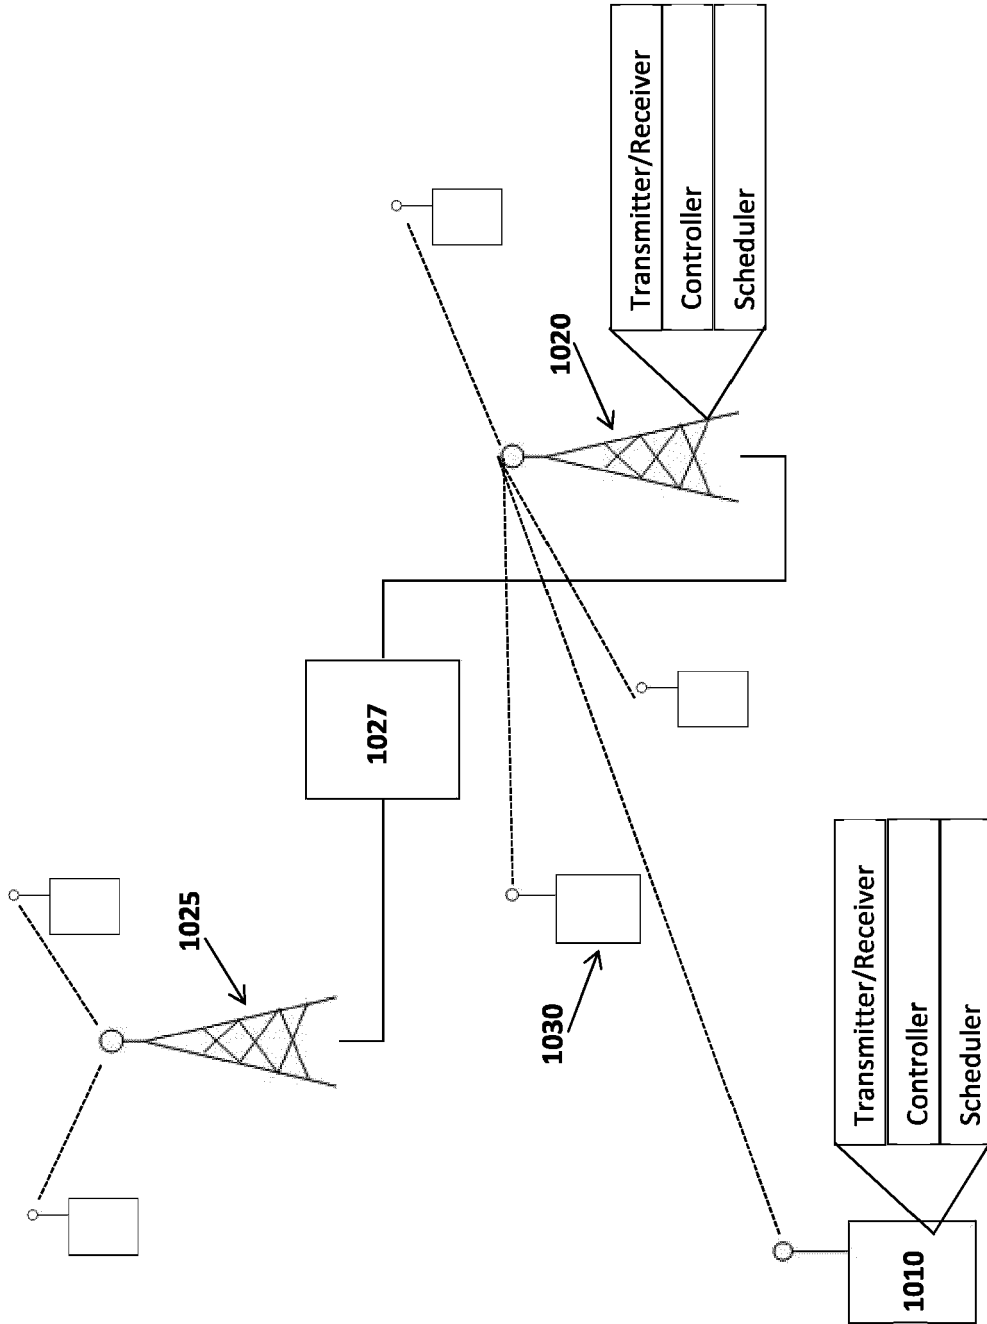 1025
1027
1020
Transmitter/Receiver
Controller
Scheduler
1030
1010
Transmitter/Receiver
Controller
Scheduler